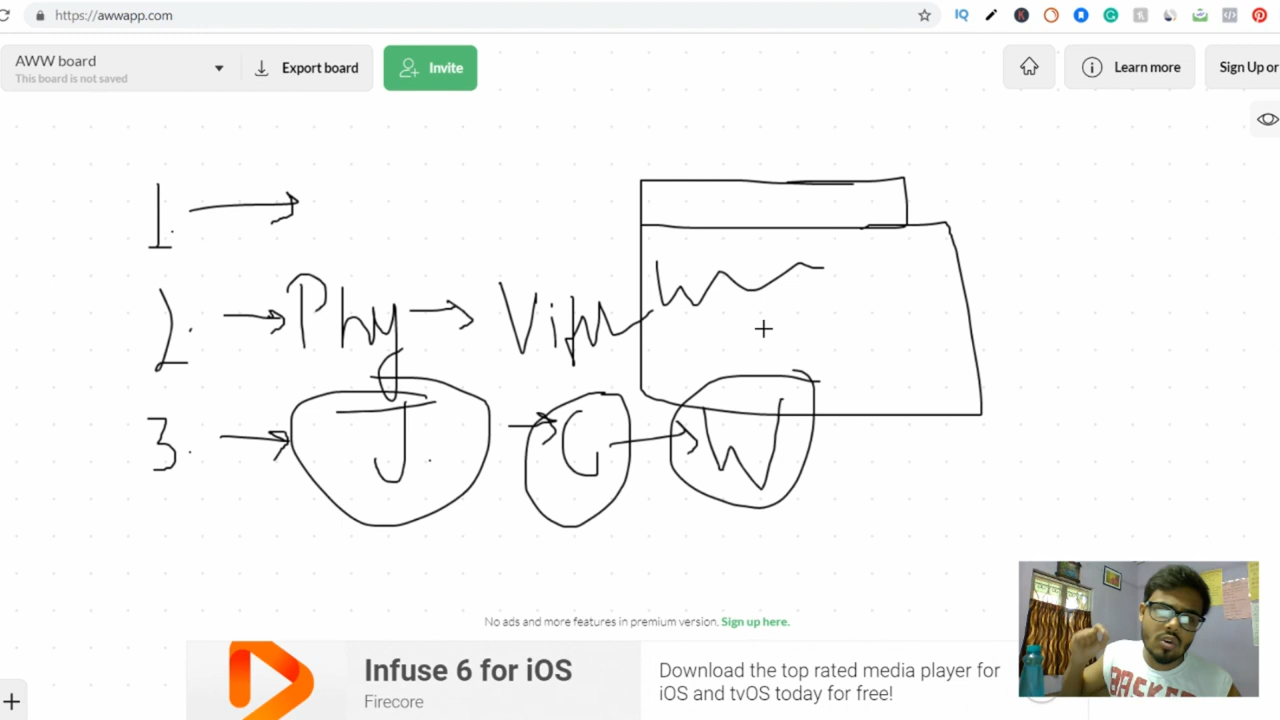 https://awwapp.com
AWW board
This board is not saved
Export board
Invite
Learn more
Sign Up or
1.
2. Phy
3. J. G W
No ads and more features in premium version. Sign up here.
Infuse 6 for iOS
Firecore
Download the top rated media player for
iOS and tvOS today for free!